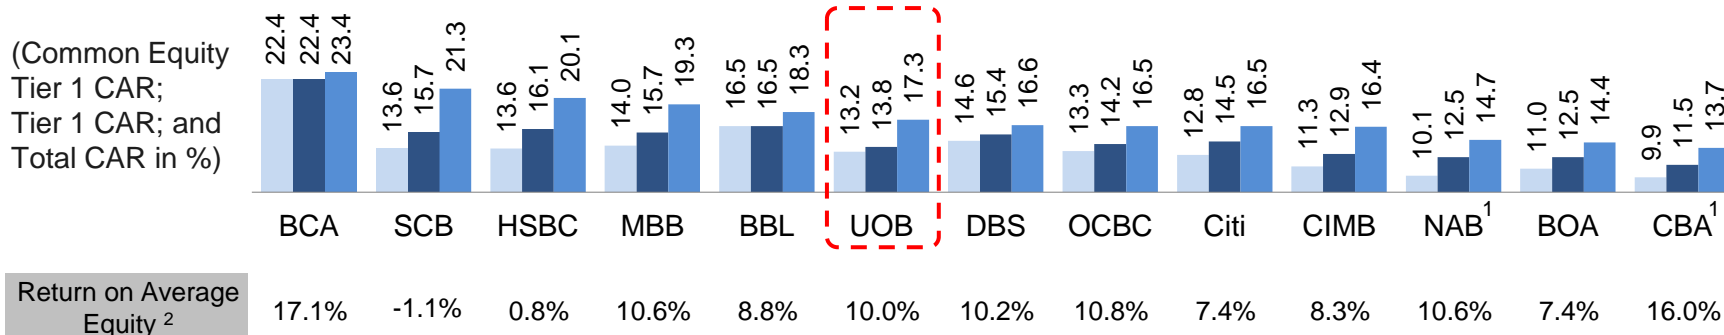 (Common Equity
Tier 1 CAR;
Tier 1 CAR; and
Total CAR in %)
22.4 22.4 23.4 13.6 15.7 21.3 13.6 16.1 20.1 14.0 15.7 19.3 16.5 16.5 18.3 13.2 13.8 17.3 14.6 15.4 16.6 13.3 14.2 16.5 12.8 14.5 16.5 11.3 12.9 16.4 10.1 12.5 14.7 11.0 12.5 14.4 9.9 11.5 13.7
BCA SCB HSBC MBB BBL UOB DBS OCBC Citi CIMB NAB1 BOA CBA1
Return on Average
Equity 2
17.1% -1.1% 0.8% 10.6% 8.8% 10.0% 10.2% 10.8% 7.4% 8.3% 10.6% 7.4% 16.0%